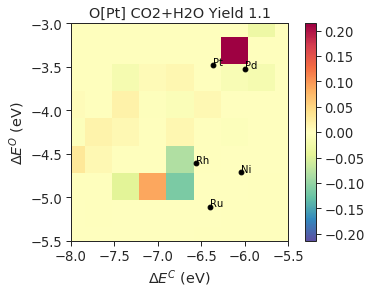 O[Pt] CO2+H2O Yield 1.1
−3.0
−3.5
−4.0
−4.5
−5.0
−5.5
ΔE^O (eV)
Pt
Pd
Rh
Ni
Ru
−8.0 −7.5 −7.0 −6.5 −6.0 −5.5
ΔE^C (eV)
0.20
0.15
0.10
0.05
0.00
−0.05
−0.10
−0.15
−0.20